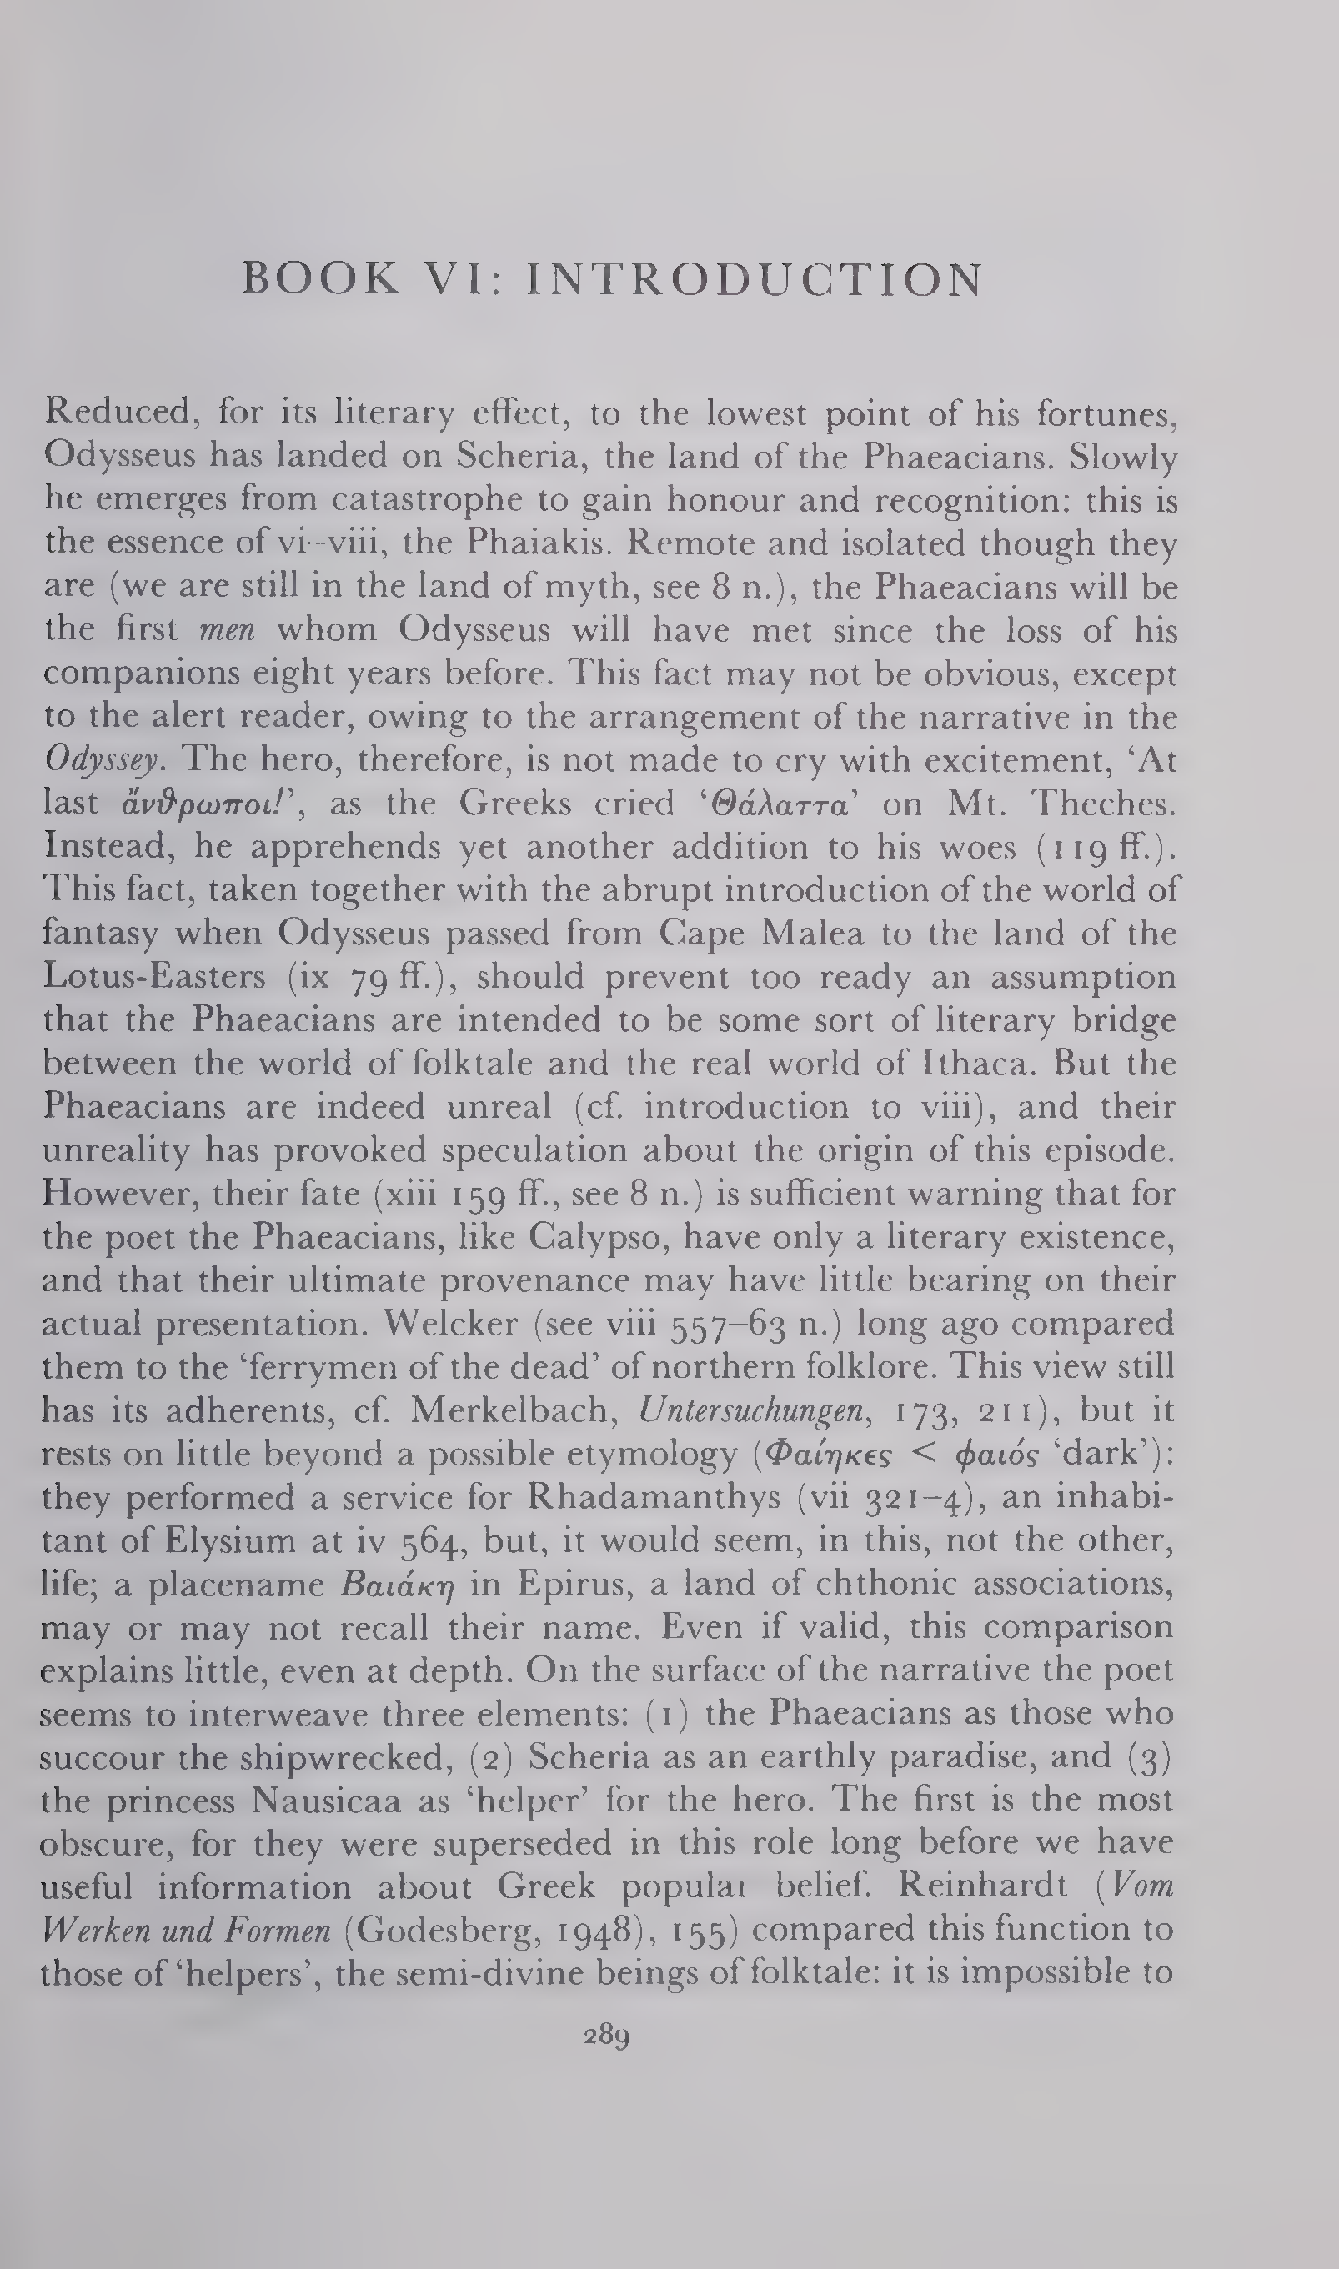 BOOK VI: INTRODUCTION
Reduced, for its literary effect, to the lowest point of his fortunes,
Odysseus has landed on Scheria, the land of the Phaeacians. Slowly
he emerges from catastrophe to gain honour and recognition: this is
the essence of vi–viii, the Phaiakis. Remote and isolated though they
are (we are still in the land of myth, see 8 n.), the Phaeacians will be
the first men whom Odysseus will have met since the loss of his
companions eight years before. This fact may not be obvious, except
to the alert reader, owing to the arrangement of the narrative in the
Odyssey. The hero, therefore, is not made to cry with excitement, ‘At
last ἄνϑρωποι!’, as the Greeks cried ‘Θάλαττα’ on Mt. Theches.
Instead, he apprehends yet another addition to his woes (119 ff.).
This fact, taken together with the abrupt introduction of the world of
fantasy when Odysseus passed from Cape Malea to the land of the
Lotus-Easters (ix 79 ff.), should prevent too ready an assumption
that the Phaeacians are intended to be some sort of literary bridge
between the world of folktale and the real world of Ithaca. But the
Phaeacians are indeed unreal (cf. introduction to viii), and their
unreality has provoked speculation about the origin of this episode.
However, their fate (xiii 159 ff., see 8 n.) is sufficient warning that for
the poet the Phaeacians, like Calypso, have only a literary existence,
and that their ultimate provenance may have little bearing on their
actual presentation. Welcker (see viii 557–63 n.) long ago compared
them to the ‘ferrymen of the dead’ of northern folklore. This view still
has its adherents, cf. Merkelbach, Untersuchungen, 173, 211), but it
rests on little beyond a possible etymology (Φαίηκες < φαιός ‘dark’):
they performed a service for Rhadamanthys (vii 321–4), an inhabi-
tant of Elysium at iv 564, but, it would seem, in this, not the other,
life; a placename Βαιάκη in Epirus, a land of chthonic associations,
may or may not recall their name. Even if valid, this comparison
explains little, even at depth. On the surface of the narrative the poet
seems to interweave three elements: (1) the Phaeacians as those who
succour the shipwrecked, (2) Scheria as an earthly paradise, and (3)
the princess Nausicaa as ‘helper’ for the hero. The first is the most
obscure, for they were superseded in this role long before we have
useful information about Greek popular belief. Reinhardt (Vom
Werken und Formen (Godesberg, 1948), 155) compared this function to
those of ‘helpers’, the semi-divine beings of folktale: it is impossible to
289